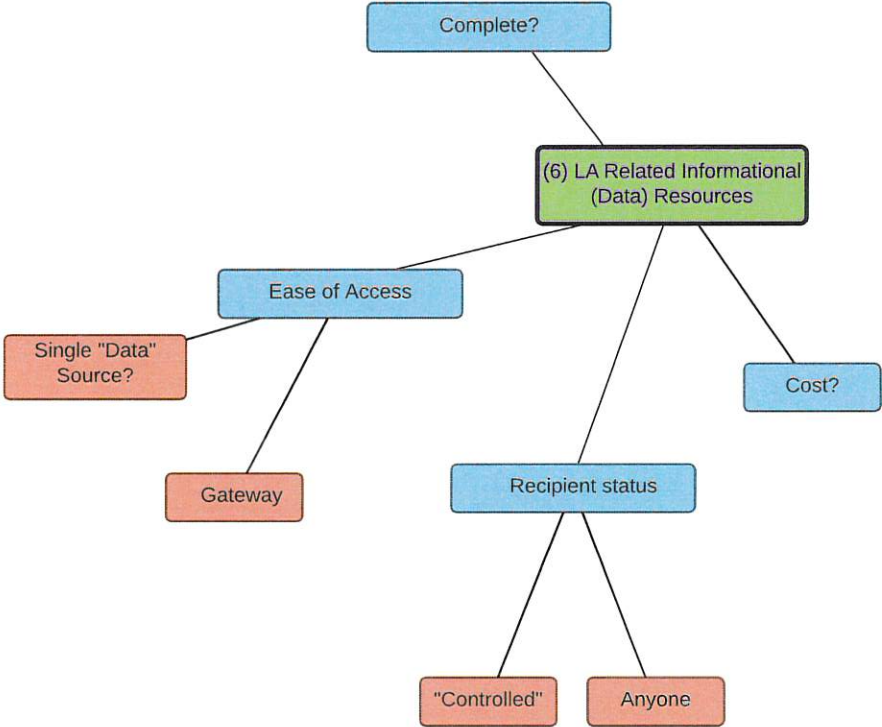 Complete?
(6) LA Related Informational
(Data) Resources
Ease of Access
Single "Data"
Source?
Cost?
Gateway
Recipient status
"Controlled"
Anyone